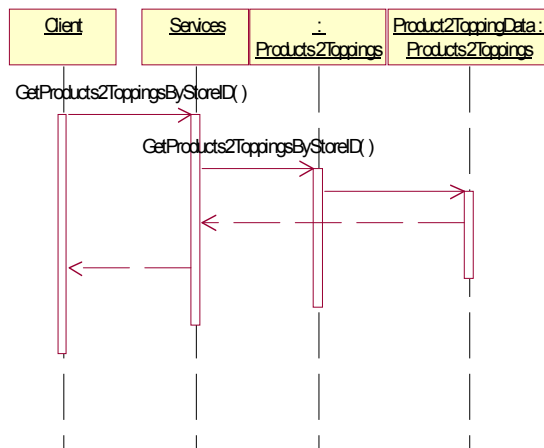 Client
Services
:
Products2Toppings
Product2ToppingData :
Products2Toppings
GetProducts2ToppingsByStoreID( )
GetProducts2ToppingsByStoreID( )